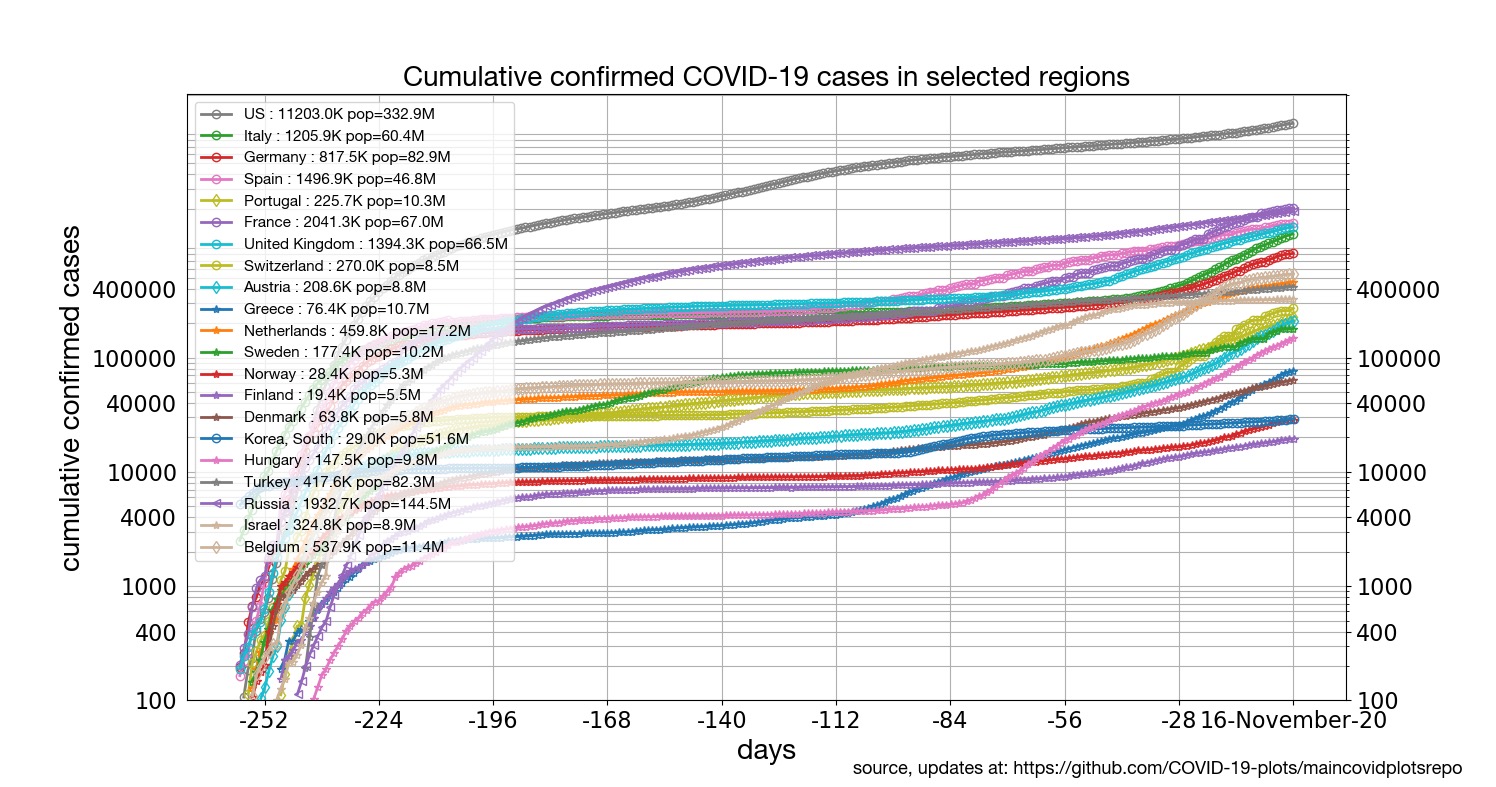 Cumulative confirmed COVID-19 cases in selected regions
US : 11203.0K pop=332.9M
Italy : 1205.9K pop=60.4M
Germany : 817.5K pop=82.9M
Spain : 1496.9K pop=46.8M
Portugal : 225.7K pop=10.3M
France : 2041.3K pop=67.0M
United Kingdom : 1394.3K pop=66.5M
Switzerland : 270.0K pop=8.5M
Austria : 208.6K pop=8.8M
Greece : 76.4K pop=10.7M
Netherlands : 459.8K pop=17.2M
Sweden : 177.4K pop=10.2M
Norway : 28.4K pop=5.3M
Finland : 19.4K pop=5.5M
Denmark : 63.8K pop=5.8M
Korea, South : 29.0K pop=51.6M
Hungary : 147.5K pop=9.8M
Turkey : 417.6K pop=82.3M
Russia : 1932.7K pop=144.5M
Israel : 324.8K pop=8.9M
Belgium : 537.9K pop=11.4M
cumulative confirmed cases
400000
100000
40000
10000
4000
1000
400
100
400000
100000
40000
10000
4000
1000
400
100
-252 -224 -196 -168 -140 -112 -84 -56 -28 16-November-20
days
source, updates at: https://github.com/COVID-19-plots/maincovidplotsrepo